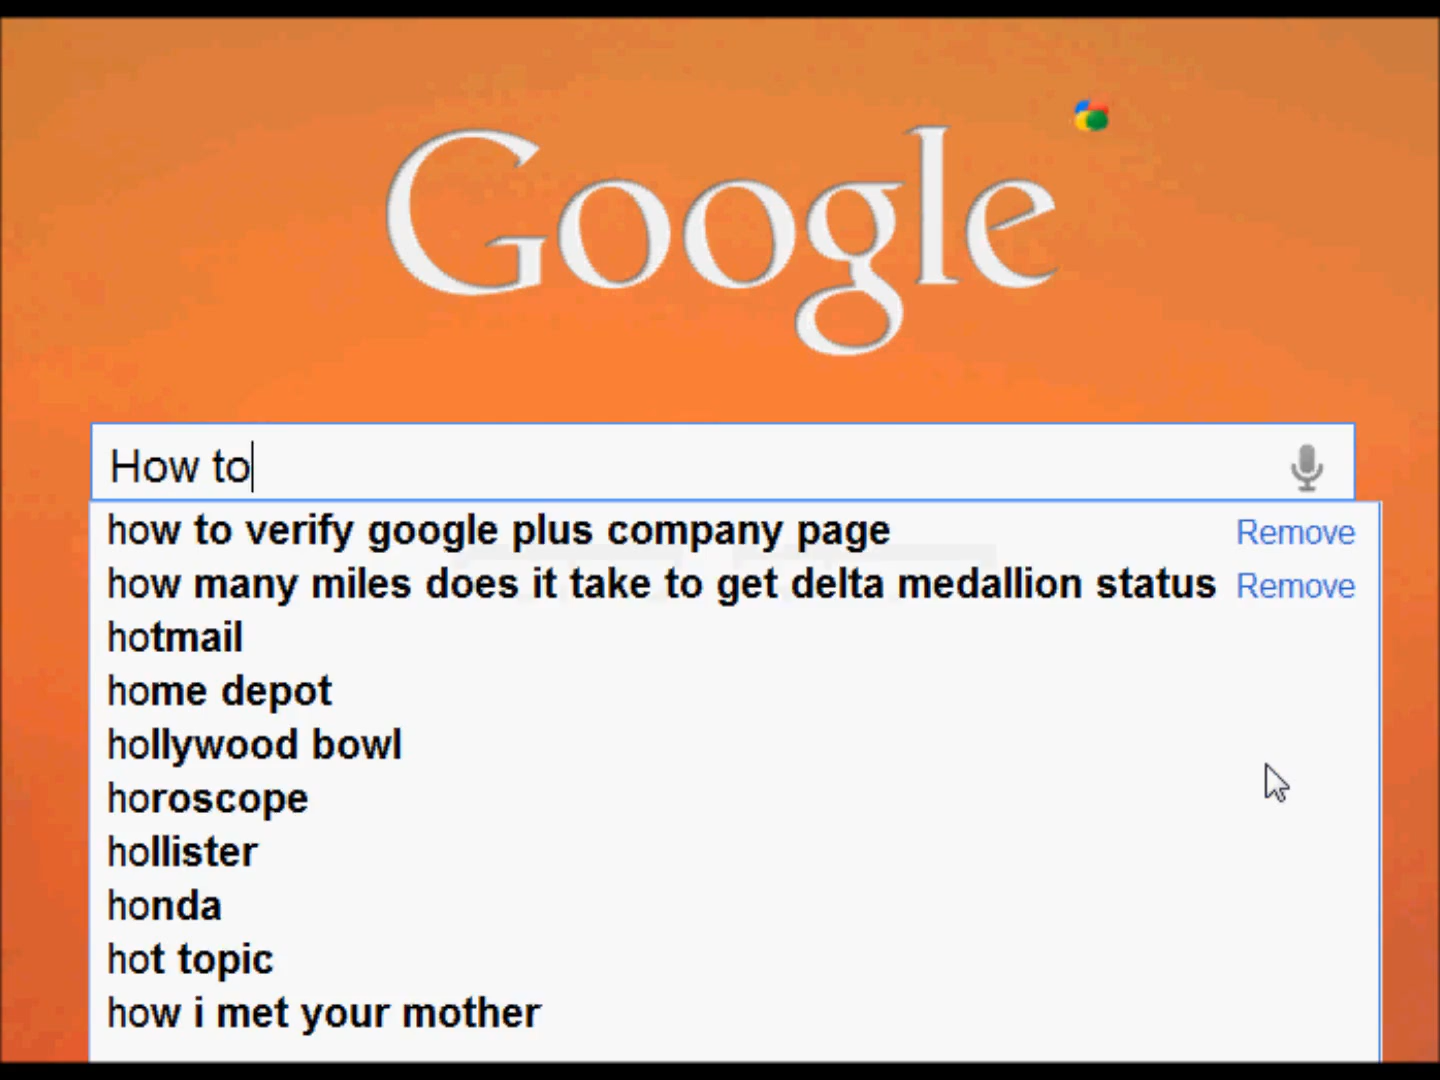 Google
How to
how to verify google plus company page Remove
how many miles does it take to get delta medallion status Remove
hotmail
home depot
hollywood bowl
horoscope
hollister
honda
hot topic
how i met your mother